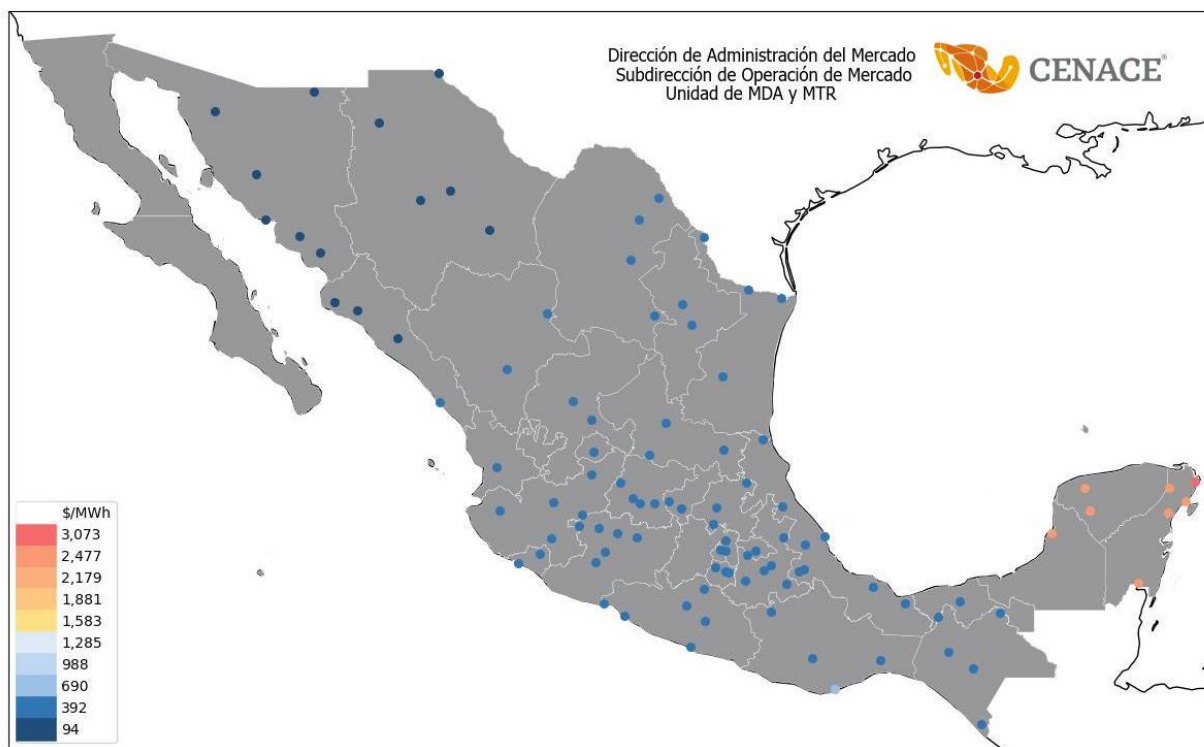 Dirección de Administración del Mercado
Subdirección de Operación de Mercado
Unidad de MDA y MTR
CENACE®
$/MWh
3,073
2,477
2,179
1,881
1,583
1,285
988
690
392
94